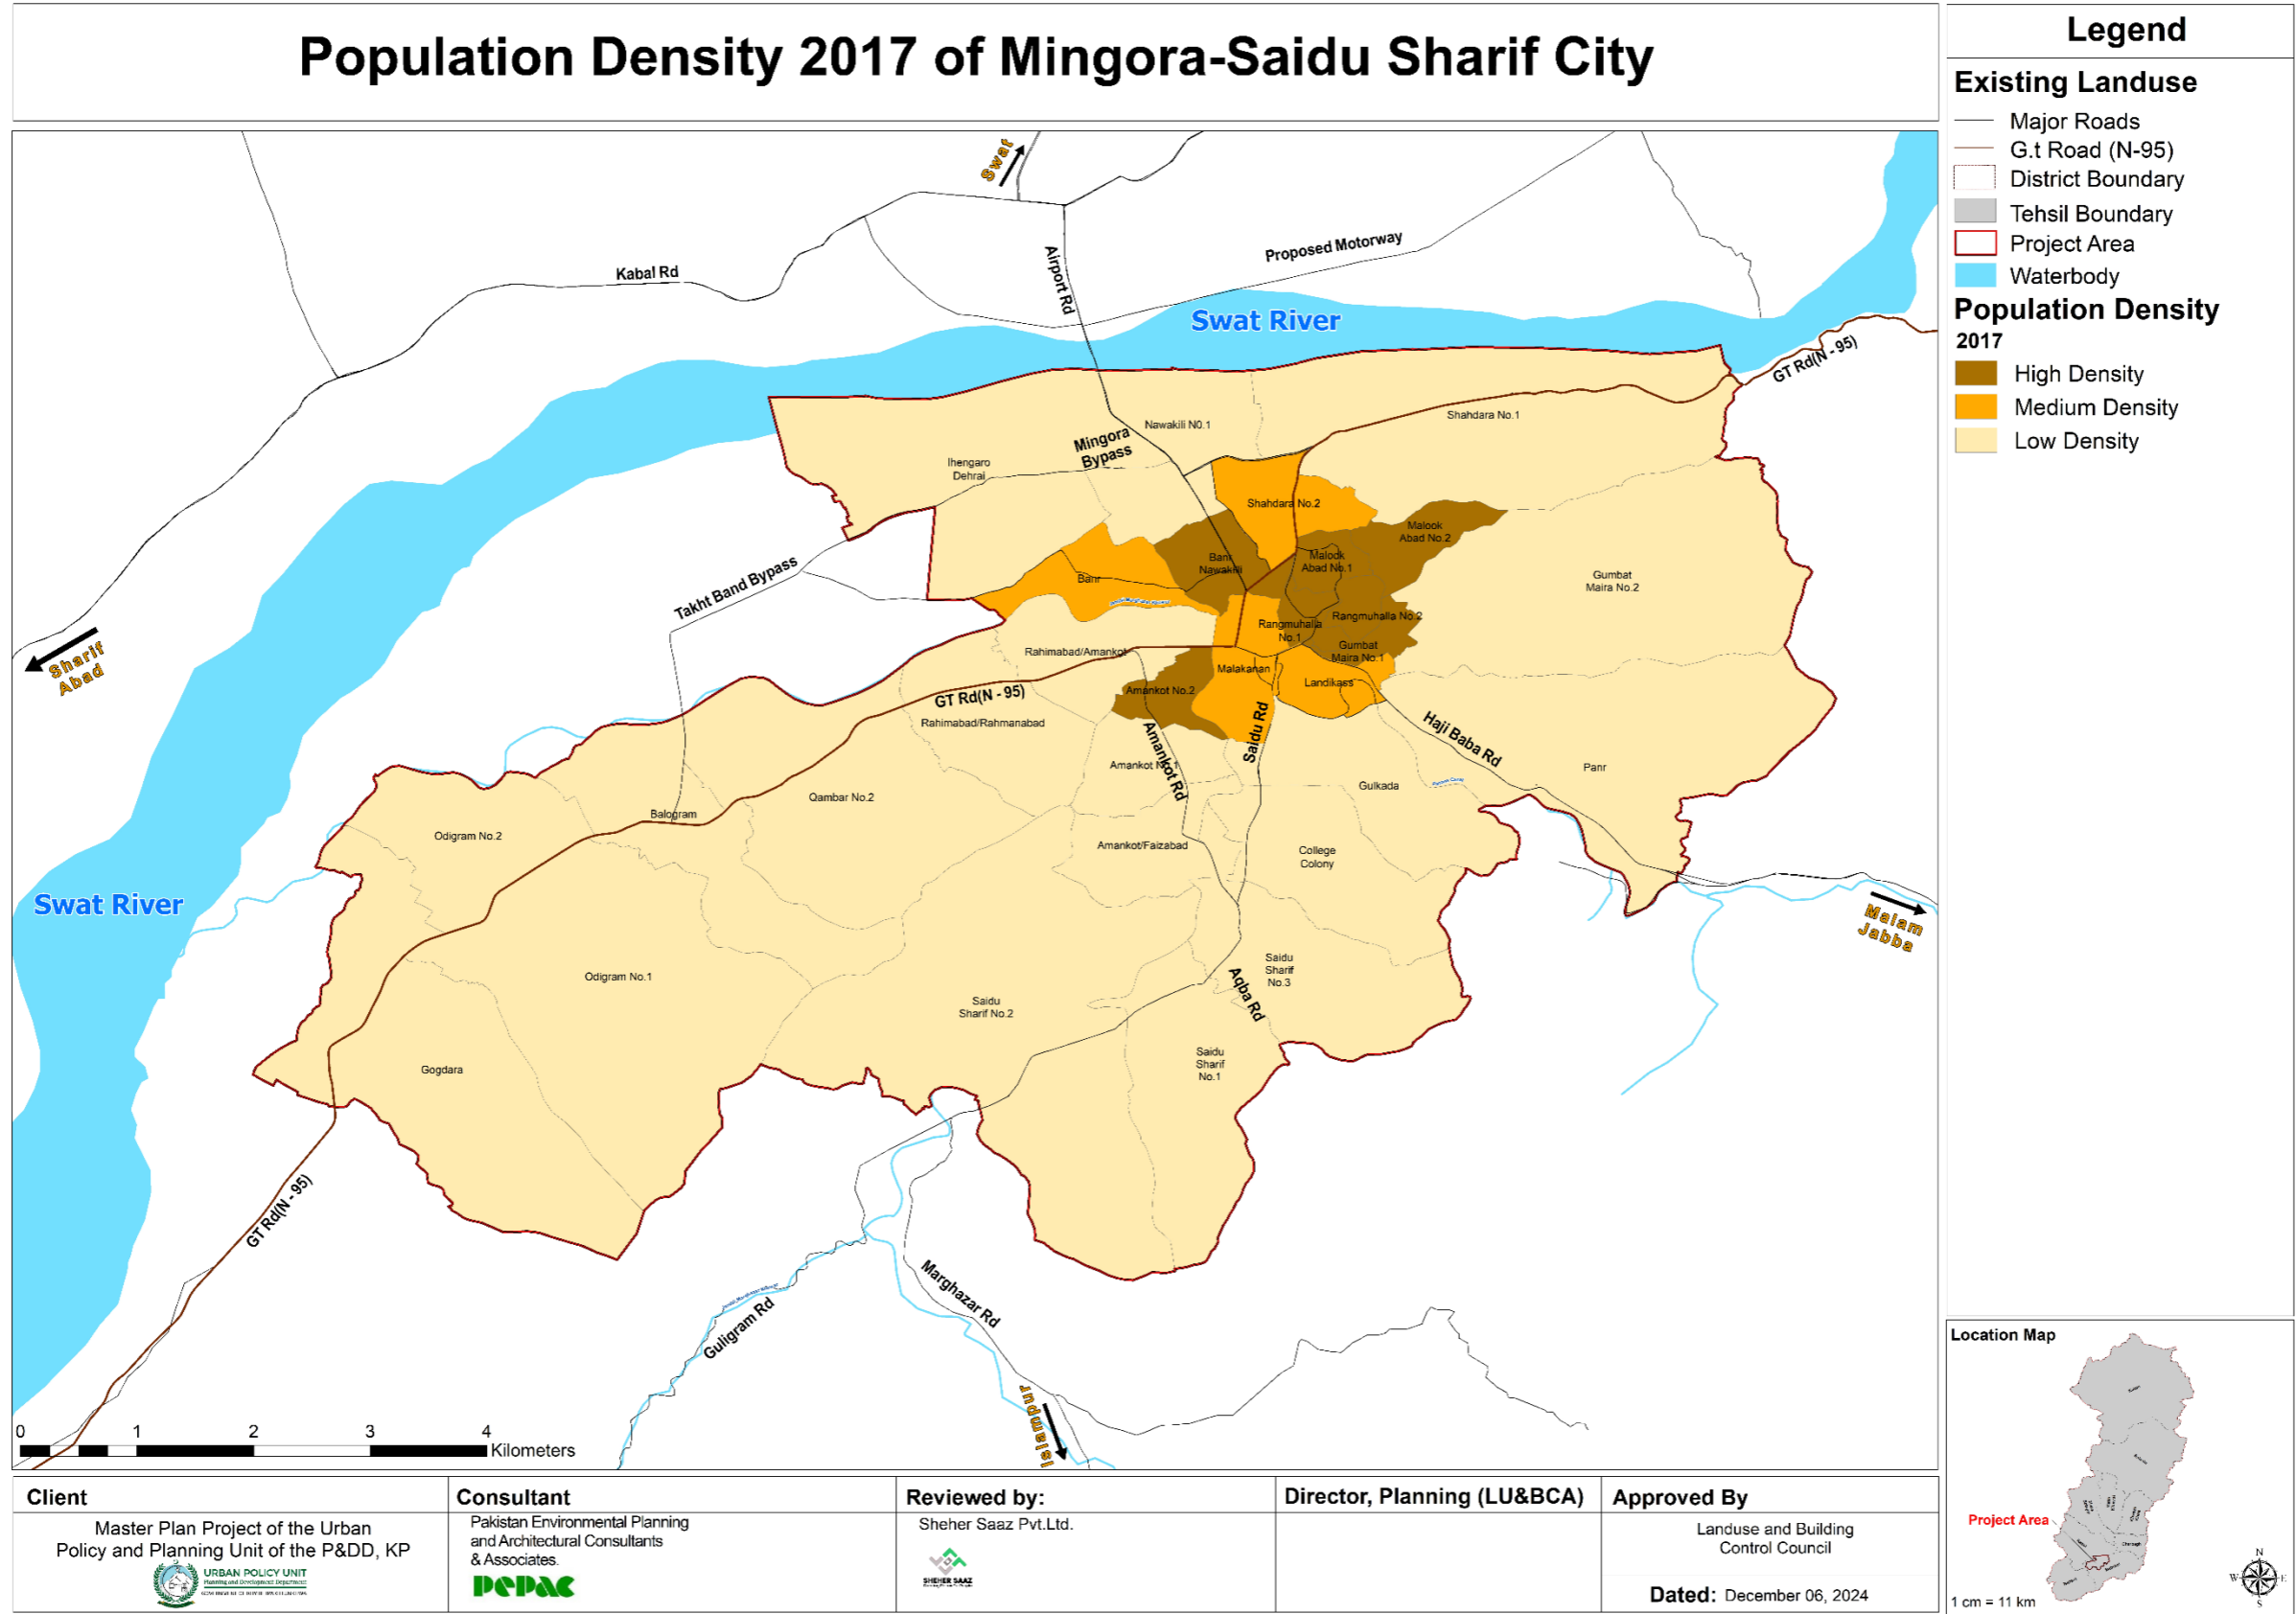 Population Density 2017 of Mingora-Saidu Sharif City
Legend
Existing Landuse
Major Roads
G.t Road (N-95)
District Boundary
Tehsil Boundary
Project Area
Waterbody
Population Density
2017
High Density
Medium Density
Low Density
Swat
Kabal Rd
Airport Rd
Proposed Motorway
Swat River
GT Rd(N - 95)
Shahdara No.1
Nawakili N0.1
Mingora
Bypass
Ihengaro
Dehrai
Shahdara No.2
Malook
Abad No.2
Banr
Nawakili
Malook
Abad No.1
Banr
Gumbat
Maira No.2
Takht Band Bypass
Rangmuhalla No.2
Rangmuhalla
No.1
Gumbat
Maira No.1
Rahimabad/Amankot
Malakanan
Landikass
Amankot No.2
Sharif
Abad
GT Rd(N - 95)
Rahimabad/Rahmanabad
Saidu Rd
Haji Baba Rd
Amankot Rd
Amankot No.1
Panr
Gulkada
Qambar No.2
Balogram
Odigram No.2
Amankot/Faizabad
College
Colony
Swat River
Malam
Jabba
Saidu
Sharif
No.3
Odigram No.1
Aqba Rd
Saidu
Sharif No.2
Gogdara
Saidu
Sharif
No.1
GT Rd(N - 95)
Marghazar Rd
Guligram Rd
Islampur
0 1 2 3 4
Kilometers
Location Map
Project Area
N
W E
S
1 cm = 11 km
Client
Master Plan Project of the Urban
Policy and Planning Unit of the P&DD, KP
URBAN POLICY UNIT
Planning and Development Department
Consultant
Pakistan Environmental Planning
and Architectural Consultants
& Associates.
PEPAC
Reviewed by:
Sheher Saaz Pvt.Ltd.
SHEHER SAAZ
Director, Planning (LU&BCA)
Approved By
Landuse and Building
Control Council
Dated: December 06, 2024